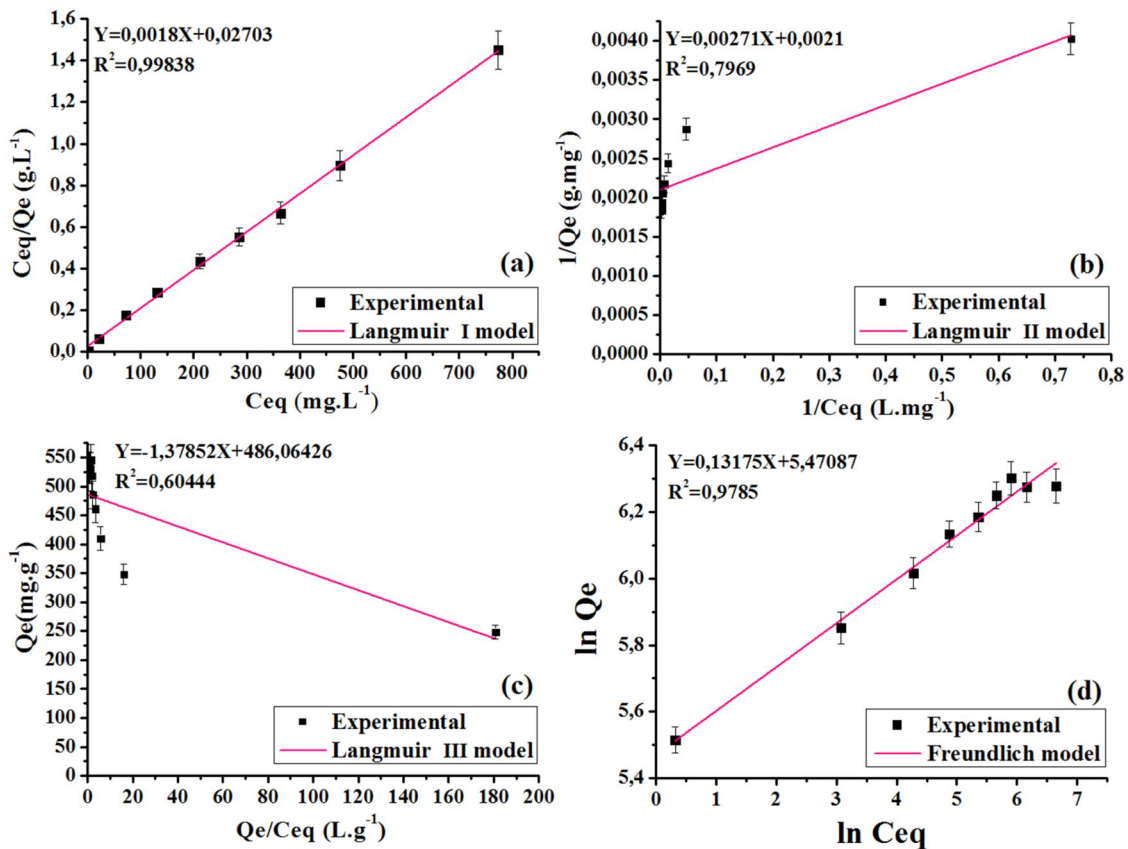 Y=0,0018X+0,02703
R²=0,99838
1,6
1,4
1,2
1,0
0,8
0,6
0,4
0,2
0,0
Ceq/Qe (g.L⁻¹)
(a)
Experimental
Langmuir I model
0 100 200 300 400 500 600 700 800
Ceq (mg.L⁻¹)
Y=0,00271X+0,0021
R²=0,7969
0,0040
0,0035
0,0030
0,0025
0,0020
0,0015
0,0010
0,0005
0,0000
1/Qe (g.mg⁻¹)
(b)
Experimental
Langmuir II model
0,0 0,1 0,2 0,3 0,4 0,5 0,6 0,7 0,8
1/Ceq (L.mg⁻¹)
Y=-1,37852X+486,06426
R²=0,60444
550
500
450
400
350
300
250
200
150
100
50
0
Qe(mg.g⁻¹)
(c)
Experimental
Langmuir III model
0 20 40 60 80 100 120 140 160 180 200
Qe/Ceq (L.g⁻¹)
Y=0,13175X+5,47087
R²=0,9785
6,4
6,2
6,0
5,8
5,6
5,4
ln Qe
(d)
Experimental
Freundlich model
0 1 2 3 4 5 6 7
ln Ceq